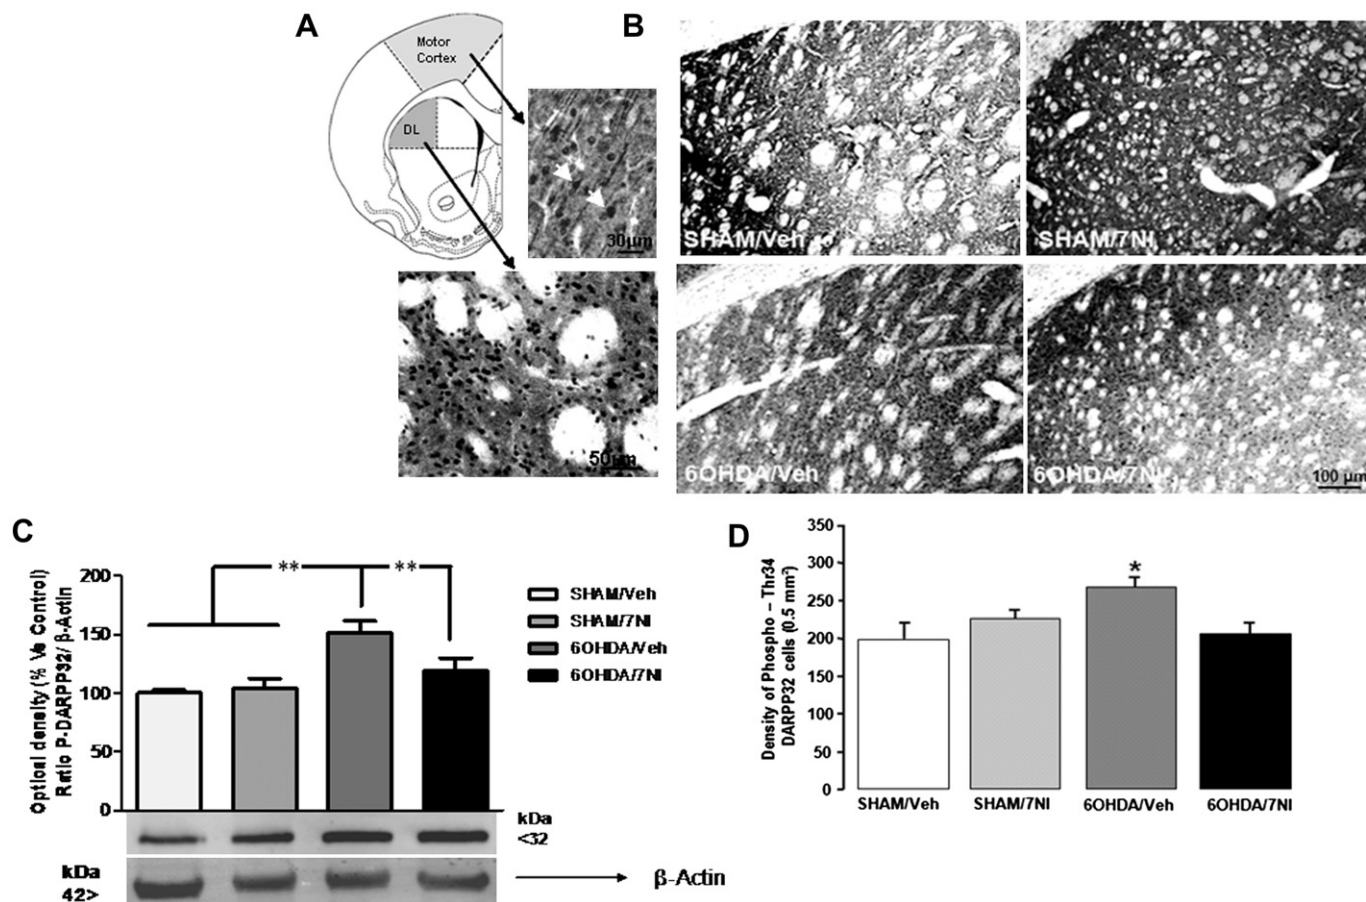 A
Motor
Cortex
DL
30µm
50µm
B
SHAM/Veh
SHAM/7NI
6OHDA/Veh
6OHDA/7NI
100 µm
C
Optical density (% Vs Control)
Ratio P-DARPP32/ β-Actin
200
150
100
50
0
**
**
SHAM/Veh
SHAM/7NI
6OHDA/Veh
6OHDA/7NI
kDa
<32
kDa
42>
β-Actin
D
Density of Phospho – Thr34
DARPP32 cells (0.5 mm²)
350
300
250
200
150
100
50
0
*
SHAM/Veh
SHAM/7NI
6OHDA/Veh
6OHDA/7NI